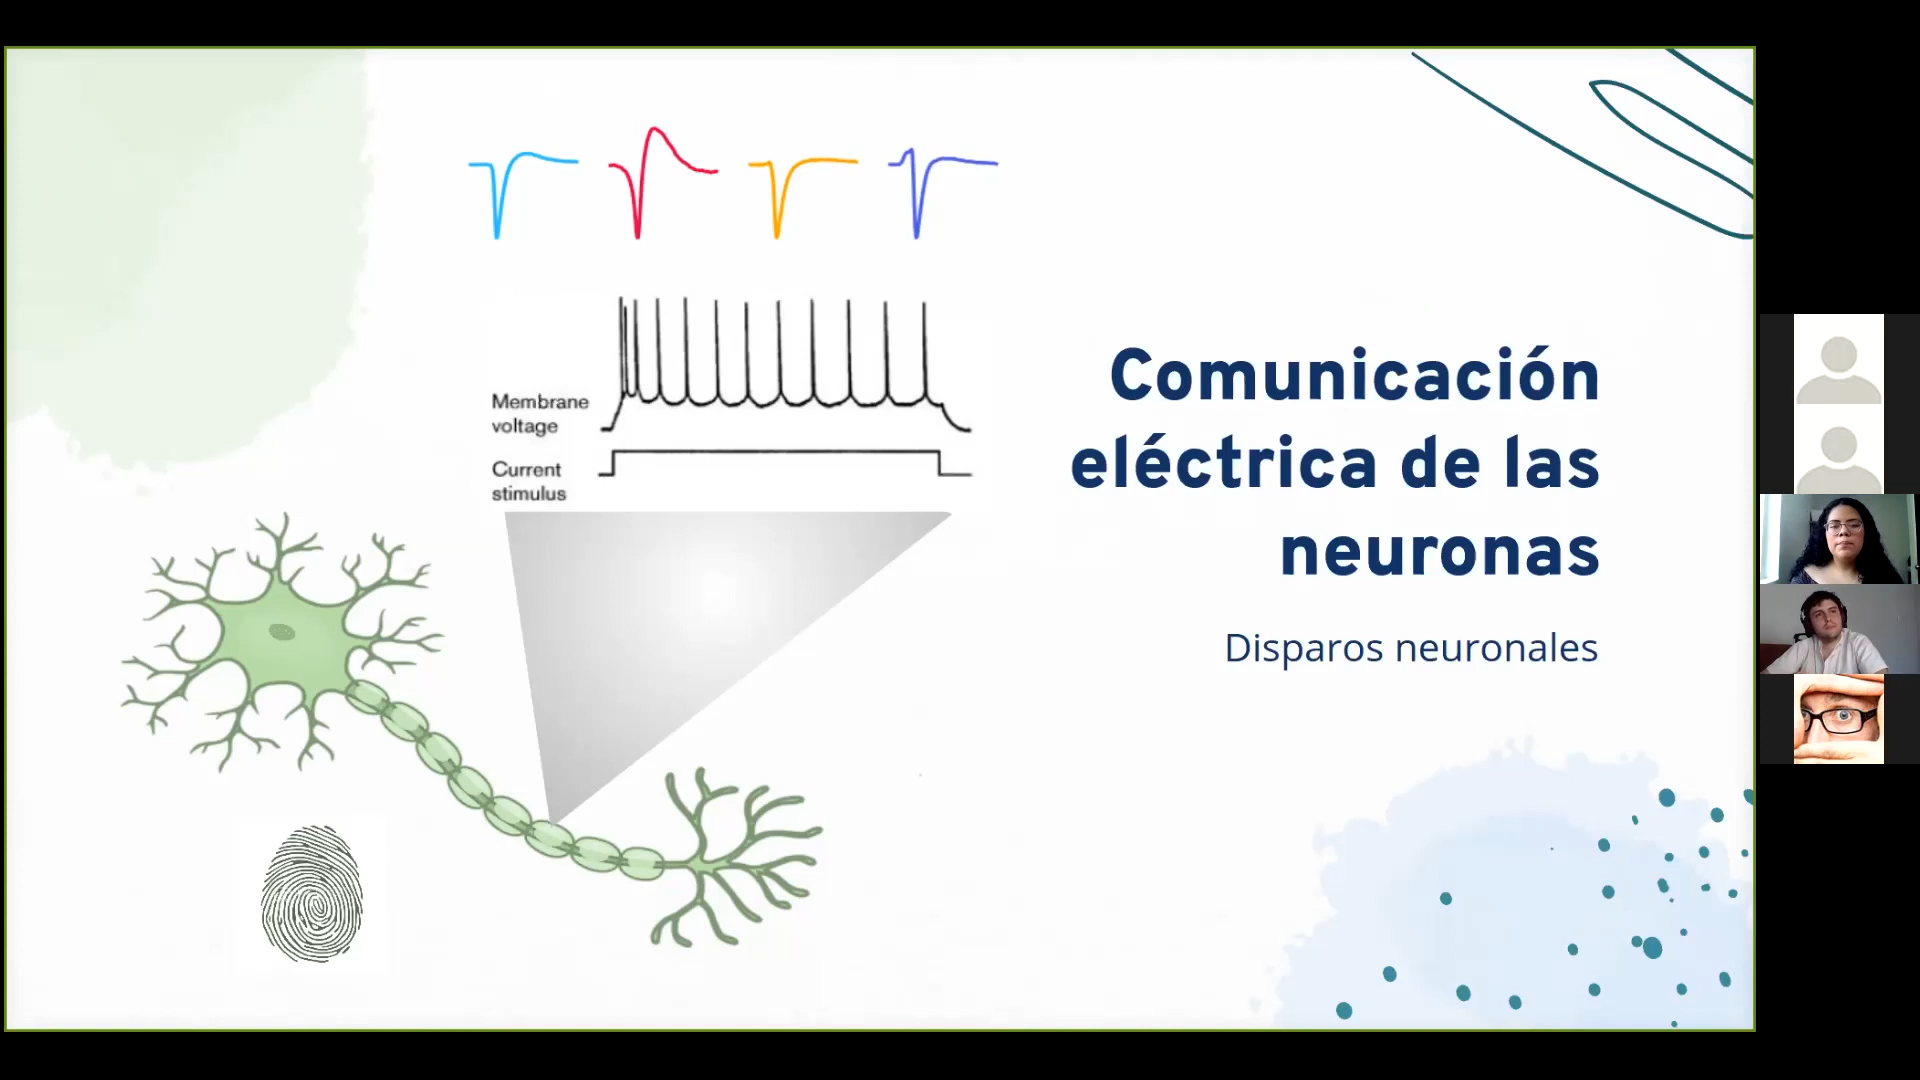 Membrane
voltage
Current
stimulus
Comunicación
eléctrica de las
neuronas
Disparos neuronales